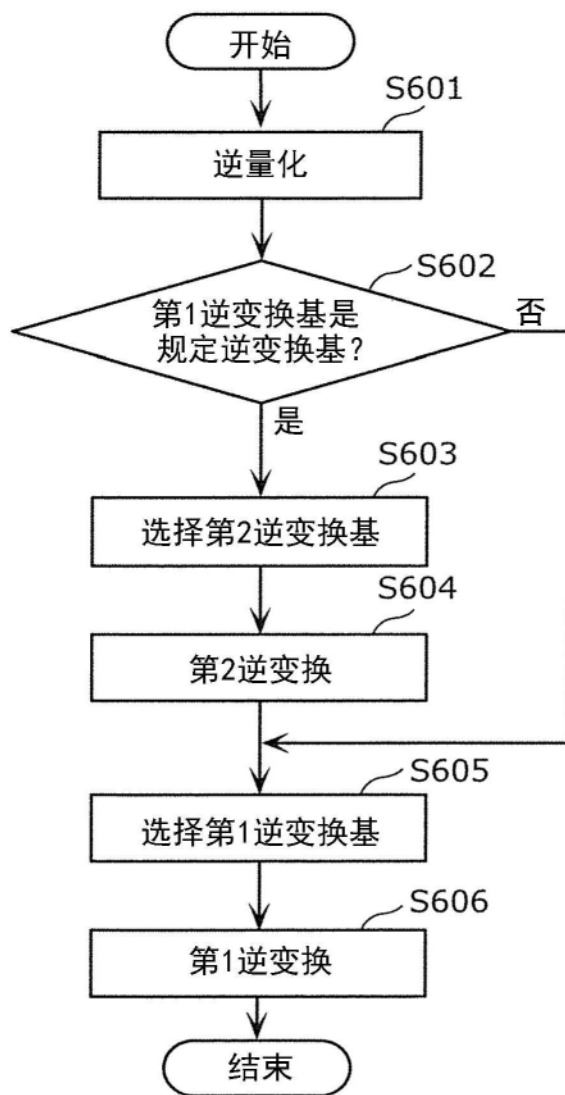 开始
S601
逆量化
S602
第1逆变换基是
规定逆变换基?
否
是
S603
选择第2逆变换基
S604
第2逆变换
S605
选择第1逆变换基
S606
第1逆变换
结束